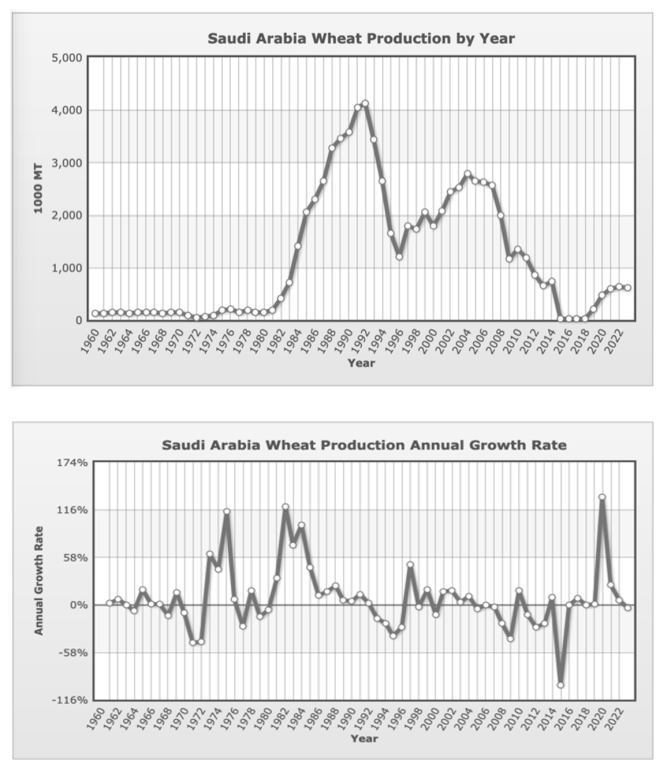 Saudi Arabia Wheat Production by Year
5,000
4,000
3,000
2,000
1,000
0
1000 MT
1960 1962 1964 1966 1968 1970 1972 1974 1976 1978 1980 1982 1984 1986 1988 1990 1992 1994 1996 1998 2000 2002 2004 2006 2008 2010 2012 2014 2016 2018 2020 2022
Year
Saudi Arabia Wheat Production Annual Growth Rate
174%
116%
58%
0%
-58%
-116%
Annual Growth Rate
1960 1962 1964 1966 1968 1970 1972 1974 1976 1978 1980 1982 1984 1986 1988 1990 1992 1994 1996 1998 2000 2002 2004 2006 2008 2010 2012 2014 2016 2018 2020 2022
Year